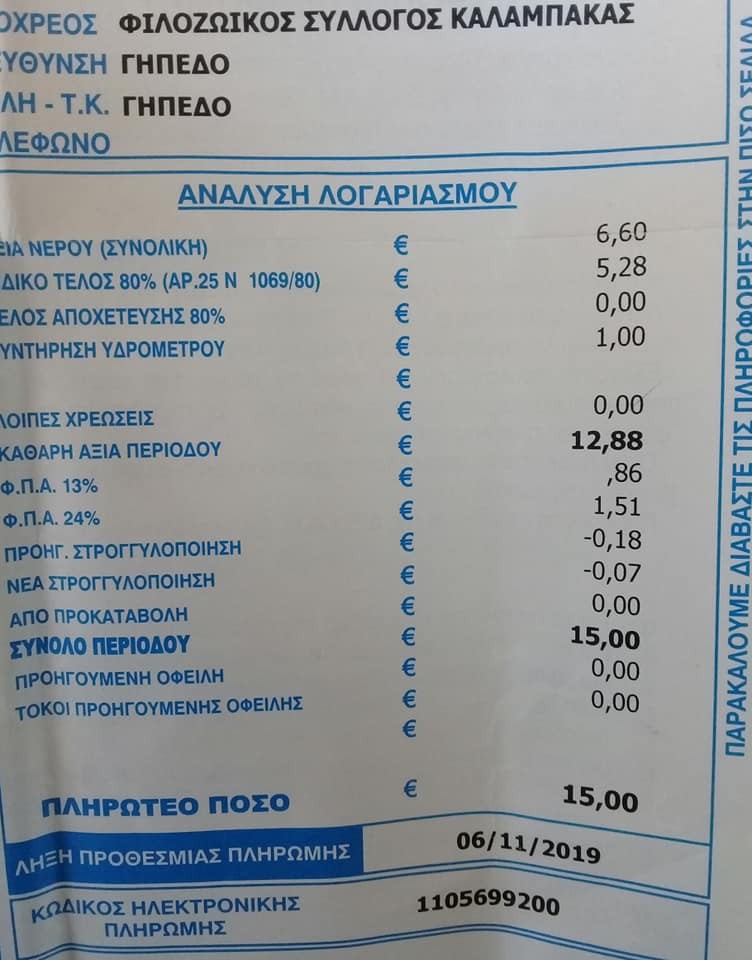 ΟΧΡΕΟΣ ΦΙΛΟΖΩΙΚΟΣ ΣΥΛΛΟΓΟΣ ΚΑΛΑΜΠΑΚΑΣ
ΕΥΘΥΝΣΗ ΓΗΠΕΔΟ
ΛΗ - Τ.Κ. ΓΗΠΕΔΟ
ΛΕΦΩΝΟ
ΑΝΑΛΥΣΗ ΛΟΓΑΡΙΑΣΜΟΥ
ΕΙΑ ΝΕΡΟΥ (ΣΥΝΟΛΙΚΗ) € 6,60
ΔΙΚΟ ΤΕΛΟΣ 80% (ΑΡ.25 Ν 1069/80) € 5,28
ΕΛΟΣ ΑΠΟΧΕΤΕΥΣΗΣ 80% € 0,00
ΥΝΤΗΡΗΣΗ ΥΔΡΟΜΕΤΡΟΥ € 1,00
€
ΛΟΙΠΕΣ ΧΡΕΩΣΕΙΣ € 0,00
ΚΑΘΑΡΗ ΑΞΙΑ ΠΕΡΙΟΔΟΥ € 12,88
Φ.Π.Α. 13% € ,86
Φ.Π.Α. 24% € 1,51
ΠΡΟΗΓ. ΣΤΡΟΓΓΥΛΟΠΟΙΗΣΗ € -0,18
ΝΕΑ ΣΤΡΟΓΓΥΛΟΠΟΙΗΣΗ € -0,07
ΑΠΟ ΠΡΟΚΑΤΑΒΟΛΗ € 0,00
ΣΥΝΟΛΟ ΠΕΡΙΟΔΟΥ € 15,00
ΠΡΟΗΓΟΥΜΕΝΗ ΟΦΕΙΛΗ € 0,00
ΤΟΚΟΙ ΠΡΟΗΓΟΥΜΕΝΗΣ ΟΦΕΙΛΗΣ € 0,00
€
ΠΛΗΡΩΤΕΟ ΠΟΣΟ € 15,00
ΛΗΞΗ ΠΡΟΘΕΣΜΙΑΣ ΠΛΗΡΩΜΗΣ 06/11/2019
ΚΩΔΙΚΟΣ ΗΛΕΚΤΡΟΝΙΚΗΣ 1105699200
ΠΛΗΡΩΜΗΣ
ΠΑΡΑΚΑΛΟΥΜΕ ΔΙΑΒΑΣΤΕ ΤΙΣ ΠΛΗΡΟΦΟΡΙΕΣ ΣΤΗΝ ΠΙΣΩ ΣΕΛΙΔΑ